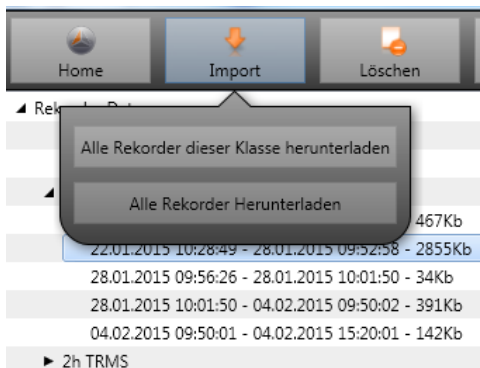 Home Import Löschen
Rek
Alle Rekorder dieser Klasse herunterladen
Alle Rekorder Herunterladen
467Kb
22.01.2015 10:28:49 - 28.01.2015 09:52:58 - 2855Kb
28.01.2015 09:56:26 - 28.01.2015 10:01:50 - 34Kb
28.01.2015 10:01:50 - 04.02.2015 09:50:02 - 391Kb
04.02.2015 09:50:01 - 04.02.2015 15:20:01 - 142Kb
2h TRMS